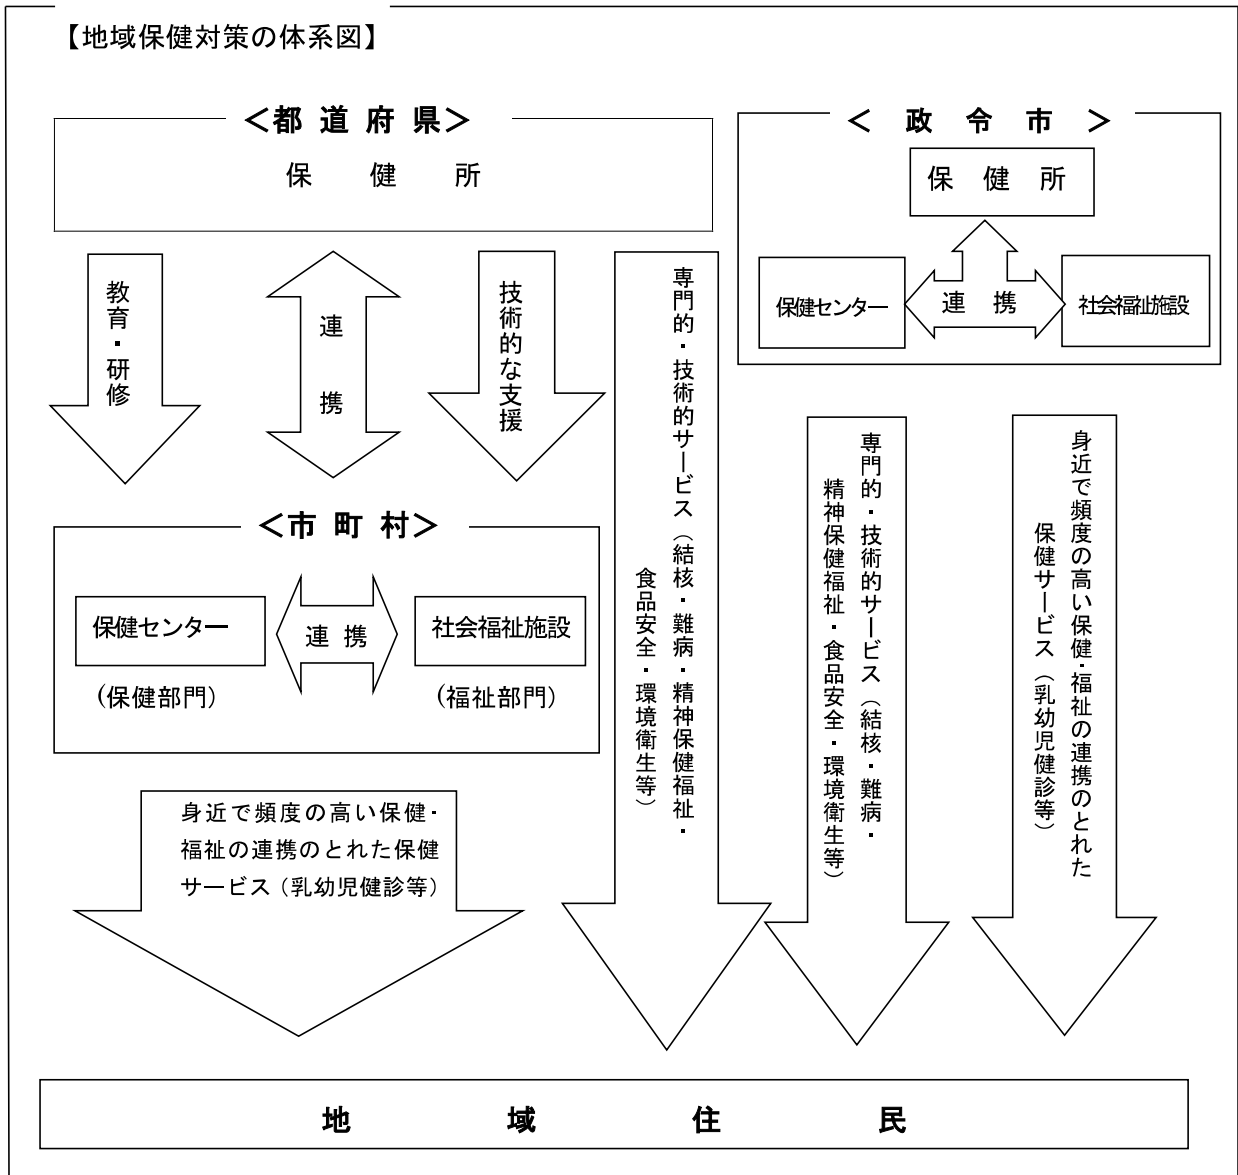 【地域保健対策の体系図】
＜都道府県＞
保健所
教育・研修
連携
技術的な支援
専門的・技術的サービス（結核・難病・精神保健福祉・
食品安全・環境衛生等）
＜市町村＞
保健センター
連携
社会福祉施設
(保健部門)
(福祉部門)
身近で頻度の高い保健・
福祉の連携のとれた保健
サービス（乳幼児健診等）
＜政令市＞
保健所
保健センター
連携
社会福祉施設
専門的・技術的サービス（結核・難病・
精神保健福祉・食品安全・環境衛生等）
身近で頻度の高い保健・福祉の連携のとれた
保健サービス（乳幼児健診等）
地域住民